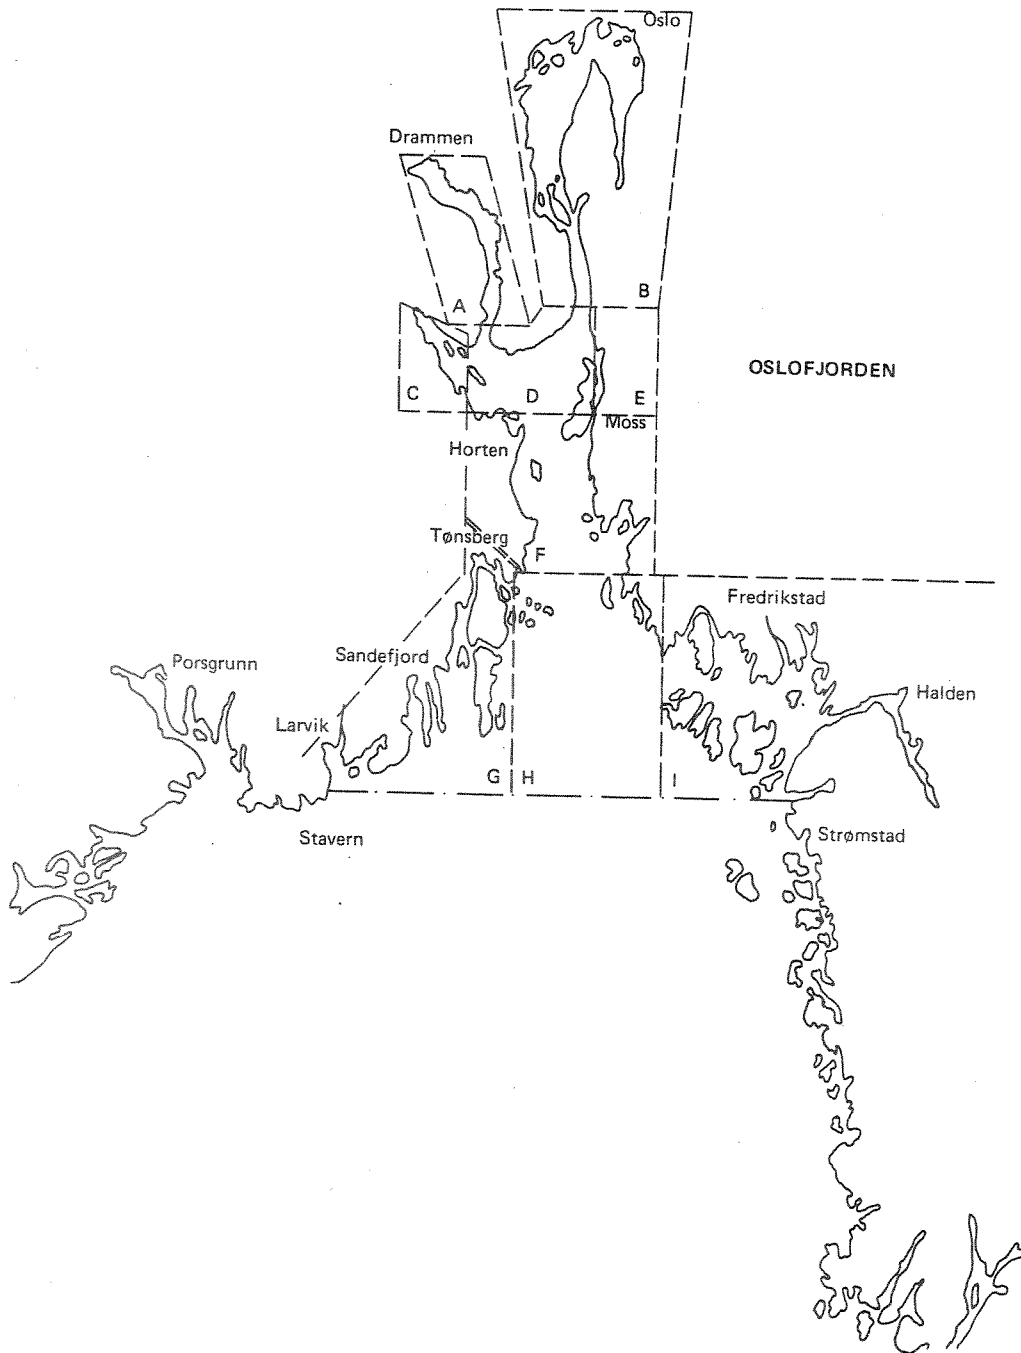 Oslo
Drammen
B
A
OSLOFJORDEN
C
D
E
Moss
Horten
Tønsberg
F
Fredrikstad
Sandefjord
Porsgrunn
Halden
Larvik
G
H
I
Stavern
Strømstad